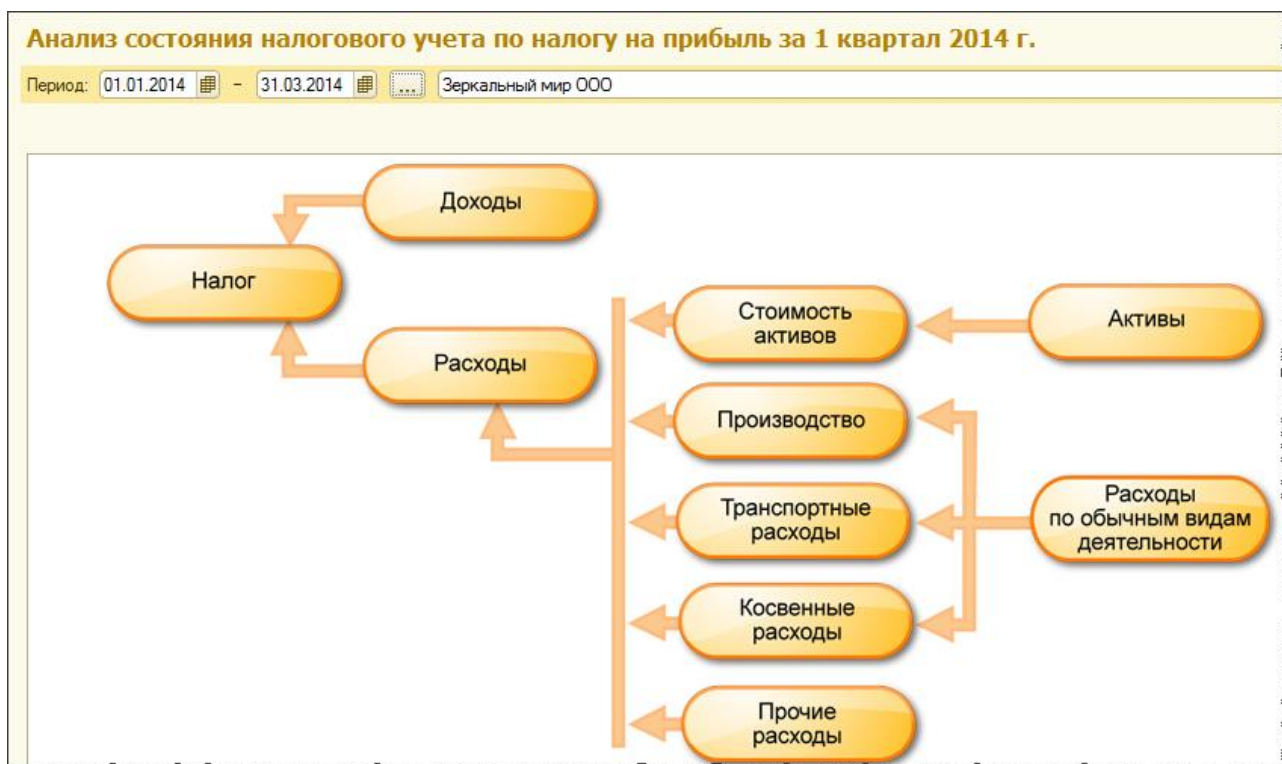 Анализ состояния налогового учета по налогу на прибыль за 1 квартал 2014 г.
Период: 01.01.2014 – 31.03.2014 ... Зеркальный мир ООО
Доходы
Налог
Расходы
Стоимость
активов
Активы
Производство
Транспортные
расходы
Расходы
по обычным видам
деятельности
Косвенные
расходы
Прочие
расходы